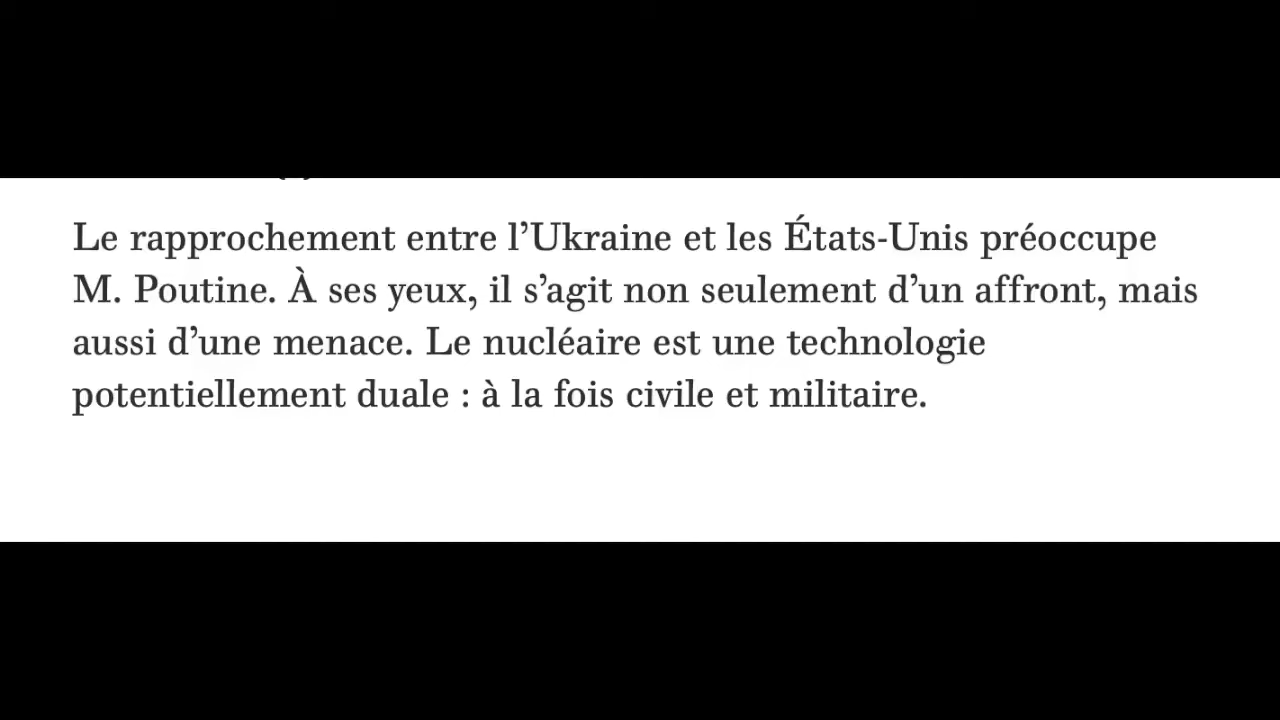 Le rapprochement entre l’Ukraine et les États-Unis préoccupe
M. Poutine. À ses yeux, il s’agit non seulement d’un affront, mais
aussi d’une menace. Le nucléaire est une technologie
potentiellement duale : à la fois civile et militaire.